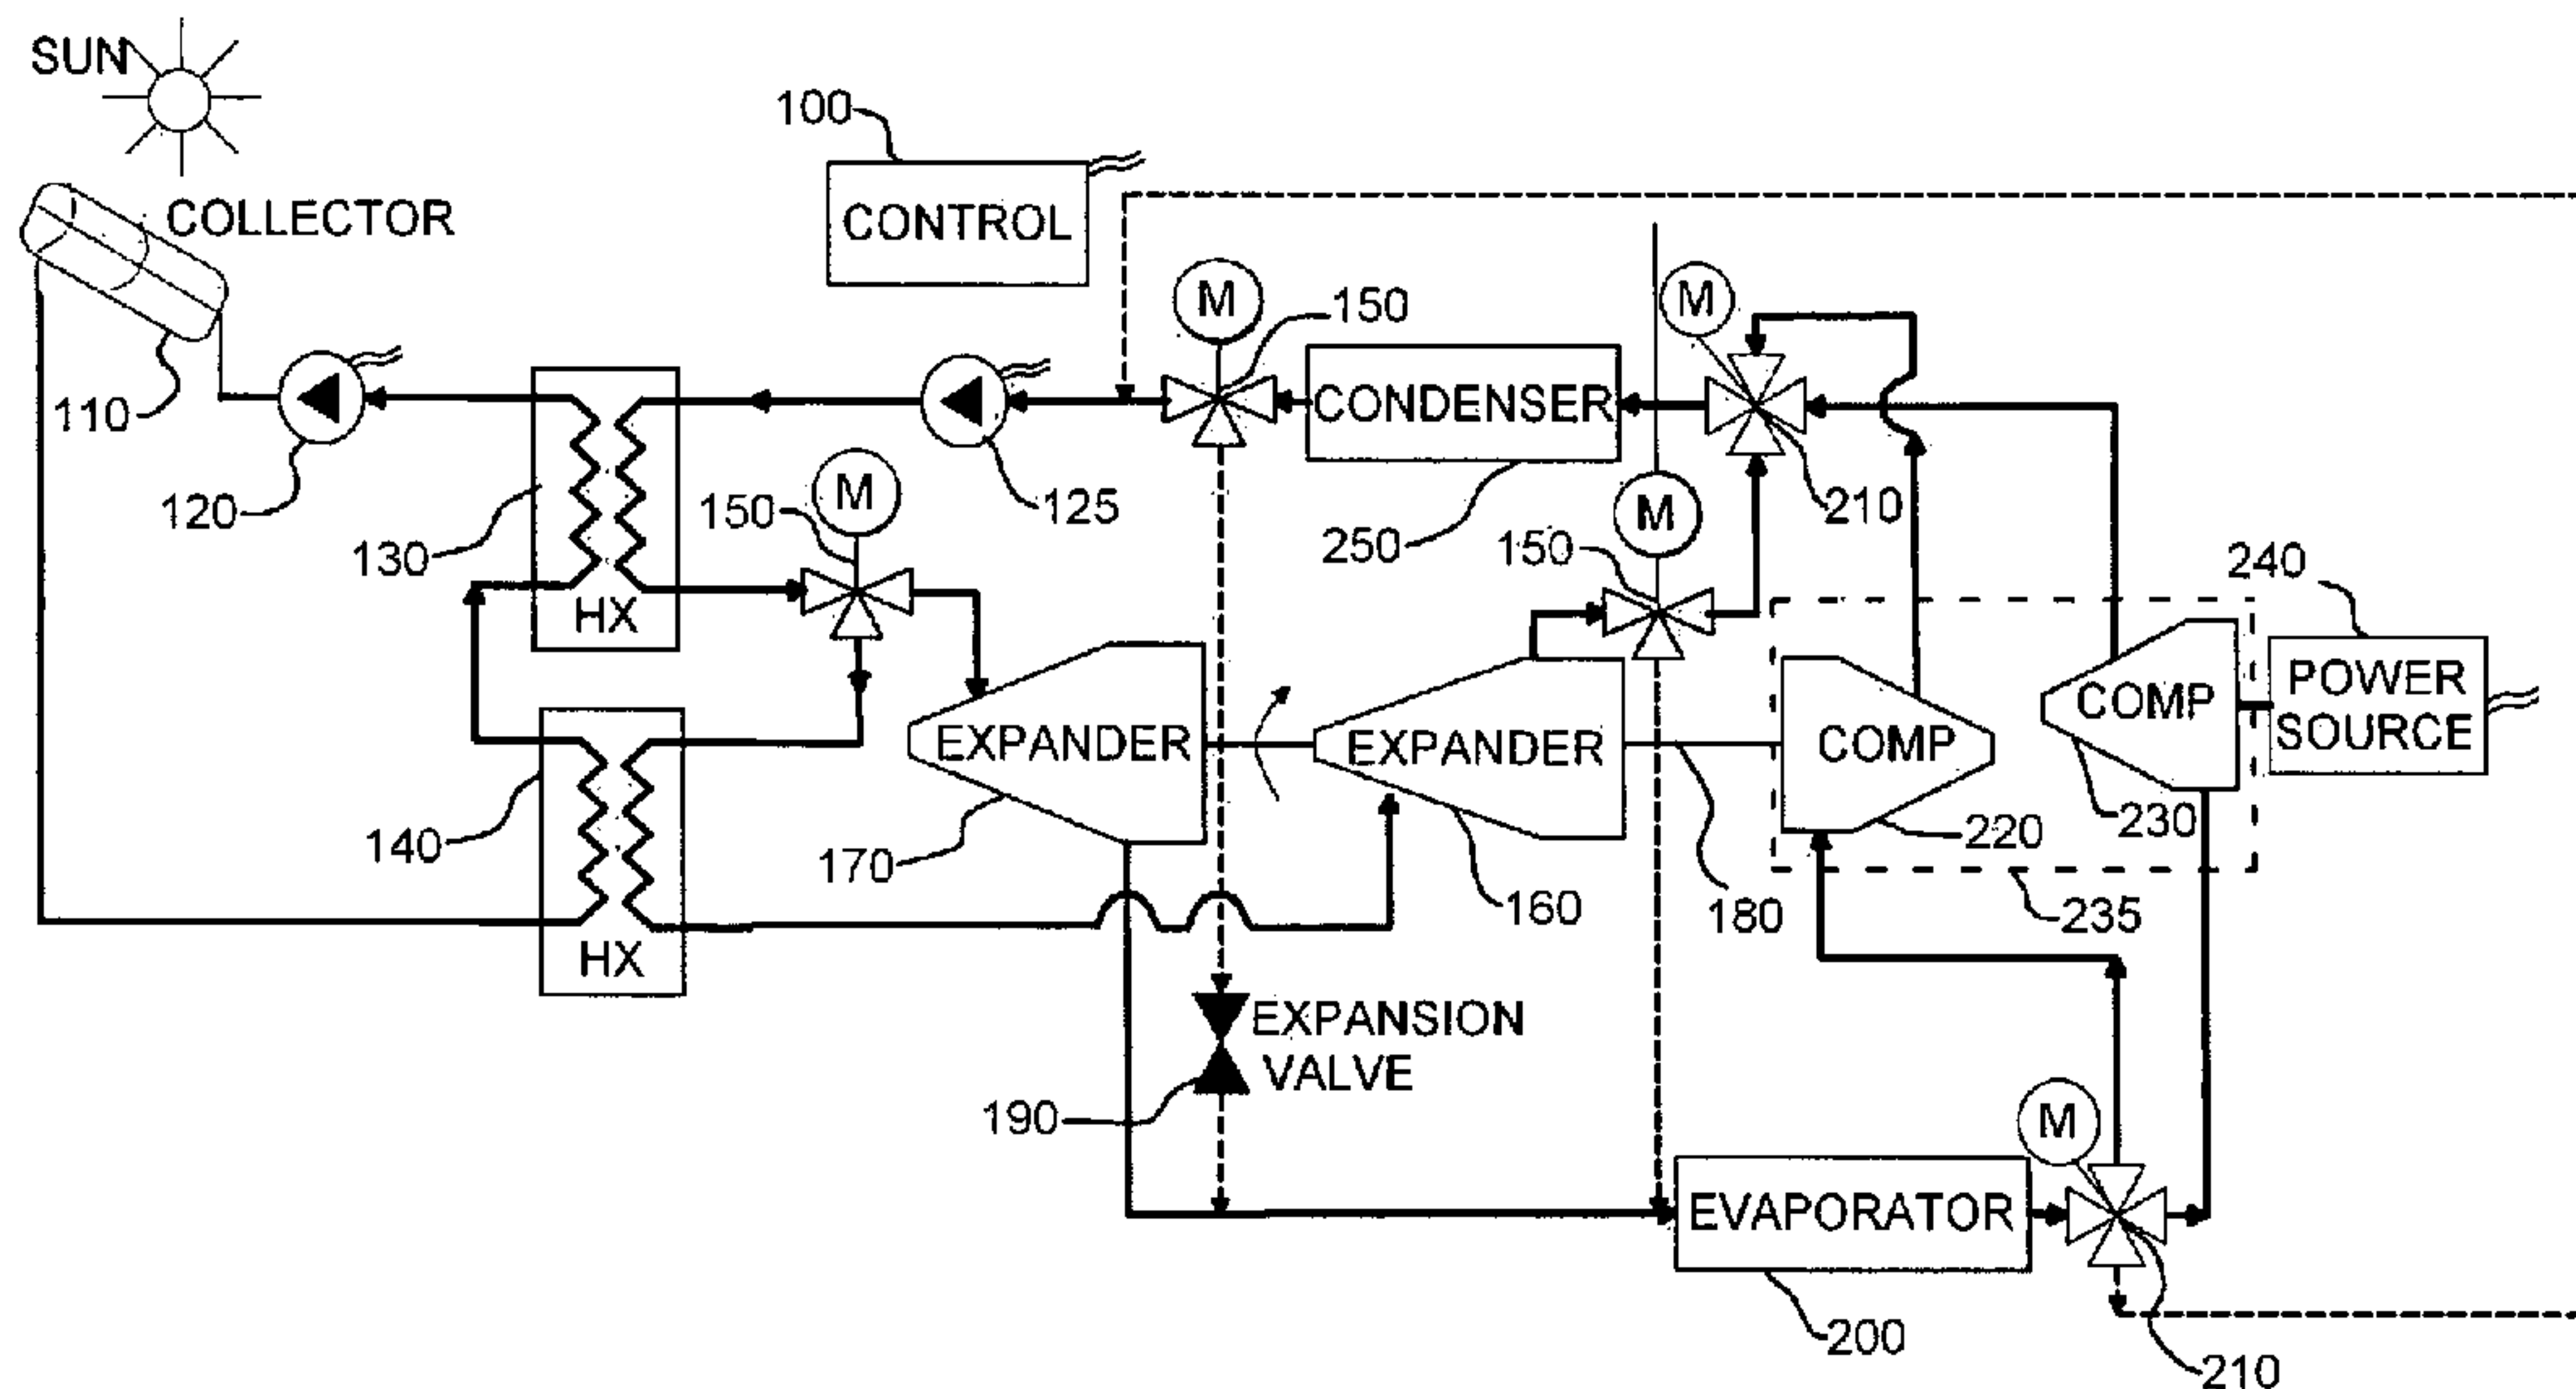 SUN
100
CONTROL
COLLECTOR
M
M
150
110
120
130
HX
M
150
125
CONDENSER
250
M
150
210
240
POWER
SOURCE
EXPANDER
170
EXPANDER
160
180
COMP
220
COMP
230
235
140
HX
EXPANSION
VALVE
190
M
EVAPORATOR
200
210